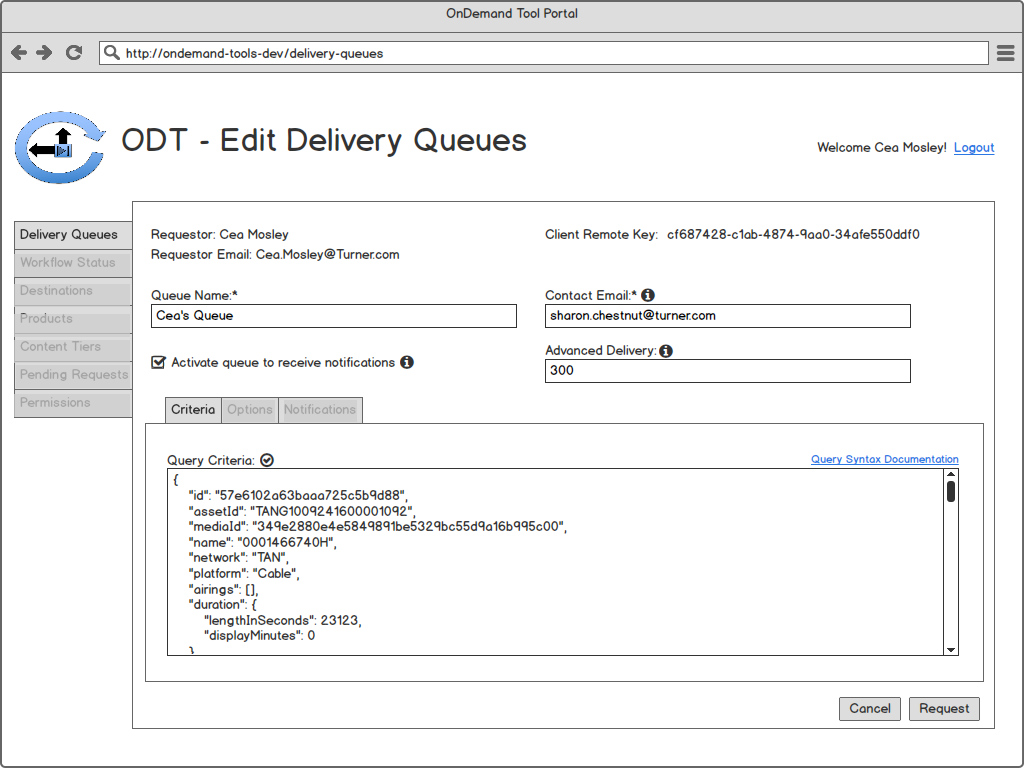 OnDemand Tool Portal
http://ondemand-tools-dev/delivery-queues
ODT - Edit Delivery Queues
Welcome Cea Mosley! Logout
Delivery Queues
Workflow Status
Destinations
Products
Content Tiers
Pending Requests
Permissions
Requestor: Cea Mosley
Requestor Email: Cea.Mosley@Turner.com
Client Remote Key: cf687428-c1ab-4874-9aa0-34afe550ddf0
Queue Name:*
Cea's Queue
Contact Email:*
sharon.chestnut@turner.com
Activate queue to receive notifications
Advanced Delivery:
300
Criteria Options Notifications
Query Criteria:
Query Syntax Documentation
{
"id": "57e6102a63baaa725c5b9d88",
"assetId": "TANG1009241600001092",
"mediaId": "349e2880e4e5849891be5329bc55d9a16b995c00",
"name": "0001466740H",
"network": "TAN",
"platform": "Cable",
"airings": [],
"duration": {
"lengthInSeconds": 23123,
"displayMinutes": 0
}
Cancel Request